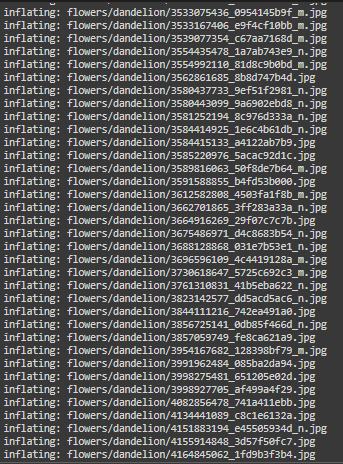 inflating: flowers/dandelion/3533075436_0954145b9f_m.jpg
inflating: flowers/dandelion/3533167406_e9f4cf10bb_m.jpg
inflating: flowers/dandelion/3539077354_c67aa7168d_m.jpg
inflating: flowers/dandelion/3554435478_1a7ab743e9_n.jpg
inflating: flowers/dandelion/3554992110_81d8c9b0bd_m.jpg
inflating: flowers/dandelion/3562861685_8b8d747b4d.jpg
inflating: flowers/dandelion/3580437733_9ef51f2981_n.jpg
inflating: flowers/dandelion/3580443099_9a6902ebd8_n.jpg
inflating: flowers/dandelion/3581252194_8c976d333a_n.jpg
inflating: flowers/dandelion/3584414925_1e6c4b61db_n.jpg
inflating: flowers/dandelion/3584415133_a4122ab7b9.jpg
inflating: flowers/dandelion/3585220976_5acac92d1c.jpg
inflating: flowers/dandelion/3589816063_50f8de7b64_m.jpg
inflating: flowers/dandelion/3591588855_b4fd53b000.jpg
inflating: flowers/dandelion/3612582808_4503fa1f8b_m.jpg
inflating: flowers/dandelion/3662701865_3ff283a33a_n.jpg
inflating: flowers/dandelion/3664916269_29f07c7c7b.jpg
inflating: flowers/dandelion/3675486971_d4c8683b54_n.jpg
inflating: flowers/dandelion/3688128868_031e7b53e1_n.jpg
inflating: flowers/dandelion/3696596109_4c4419128a_m.jpg
inflating: flowers/dandelion/3730618647_5725c692c3_m.jpg
inflating: flowers/dandelion/3761310831_41b5eba622_n.jpg
inflating: flowers/dandelion/3823142577_dd5acd5ac6_n.jpg
inflating: flowers/dandelion/3844111216_742ea491a0.jpg
inflating: flowers/dandelion/3856725141_0db85f466d_n.jpg
inflating: flowers/dandelion/3857059749_fe8ca621a9.jpg
inflating: flowers/dandelion/3954167682_128398bf79_m.jpg
inflating: flowers/dandelion/3991962484_085ba2da94.jpg
inflating: flowers/dandelion/3998275481_651205e02d.jpg
inflating: flowers/dandelion/3998927705_af499a4f29.jpg
inflating: flowers/dandelion/4082856478_741a411ebb.jpg
inflating: flowers/dandelion/4134441089_c8c1e6132a.jpg
inflating: flowers/dandelion/4151883194_e45505934d_n.jpg
inflating: flowers/dandelion/4155914848_3d57f50fc7.jpg
inflating: flowers/dandelion/4164845062_1fd9b3f3b4.jpg